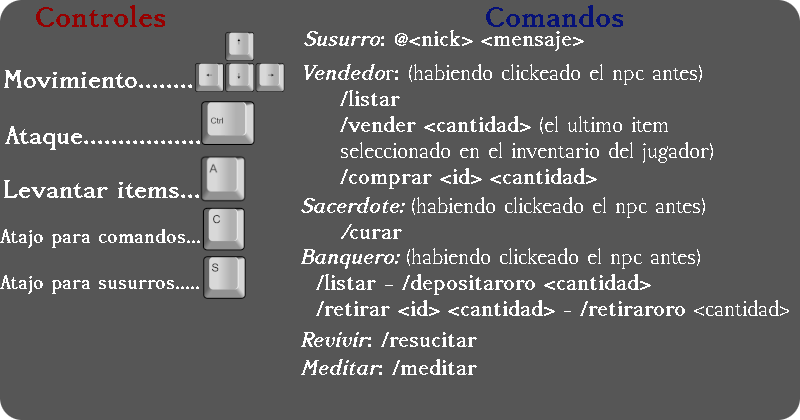 Controles
Movimiento........
↑
← ↓ →
Ataque.................
Ctrl
Levantar items...
A
Atajo para comandos...
C
Atajo para susurros.....
S
Comandos
Susurro: @<nick> <mensaje>
Vendedor: (habiendo clickeado el npc antes)
/listar
/vender <cantidad> (el ultimo item
seleccionado en el inventario del jugador)
/comprar <id> <cantidad>
Sacerdote: (habiendo clickeado el npc antes)
/curar
Banquero: (habiendo clickeado el npc antes)
/listar - /depositaroro <cantidad>
/retirar <id> <cantidad> - /retiraroro <cantidad>
Revivir: /resucitar
Meditar: /meditar